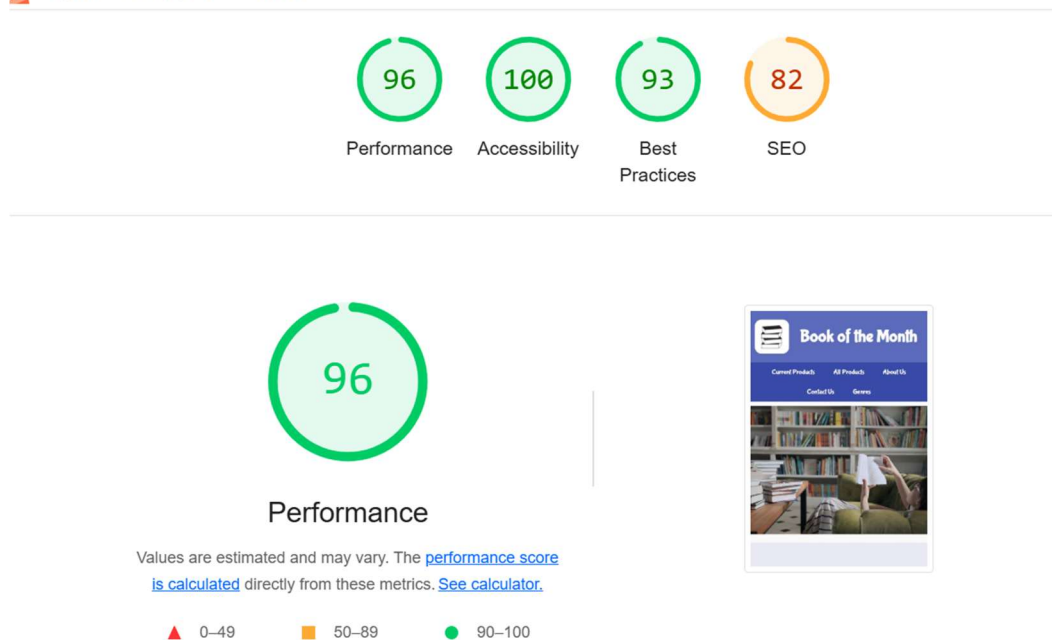 96
100
93
82
Performance
Accessibility
Best
Practices
SEO
96
Performance
Values are estimated and may vary. The performance score
is calculated directly from these metrics. See calculator.
0–49
50–89
90–100
Book of the Month
Current Products
All Products
About Us
Contact Us
Genres